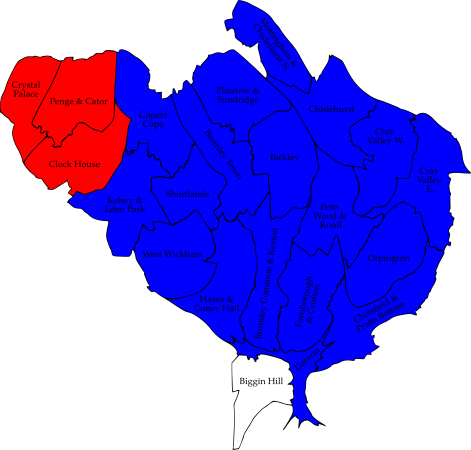 Crystal
Palace
Penge & Cator
Clock House
Copers
Cope
Kelsey &
Eden Park
Shortlands
West Wickham
Hayes &
Coney Hall
Bromley Town
Plaistow &
Sundridge
Bickley
Mottingham &
Chislehurst N
Chislehurst
Cray
Valley W
Cray
Valley
E
Petts
Wood &
Knoll
Orpington
Chelsfield &
Pratts Bottom
Farnborough
& Crofton
Bromley Common & Keston
Darwin
Biggin Hill